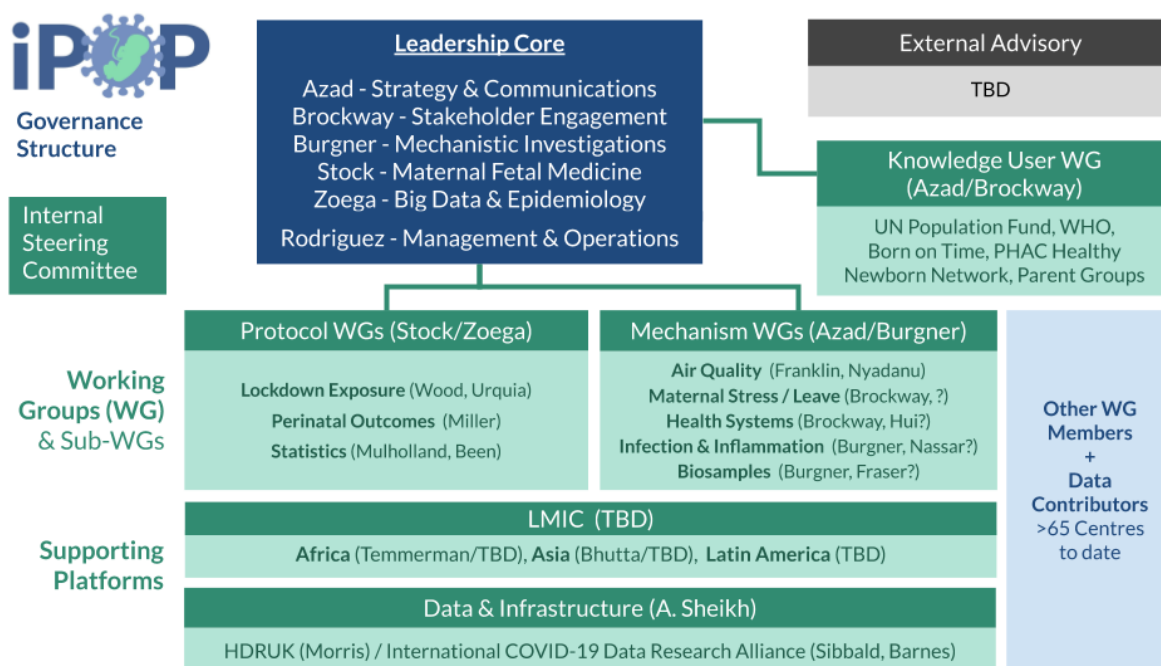 iPOP
Governance
Structure
Leadership Core
Azad - Strategy & Communications
Brockway - Stakeholder Engagement
Burgner - Mechanistic Investigations
Stock - Maternal Fetal Medicine
Zoega - Big Data & Epidemiology
Rodriguez - Management & Operations
External Advisory
TBD
Knowledge User WG
(Azad/Brockway)
UN Population Fund, WHO,
Born on Time, PHAC Healthy
Newborn Network, Parent Groups
Internal
Steering
Committee
Working
Groups (WG)
& Sub-WGs
Protocol WGs (Stock/Zoega)
Lockdown Exposure (Wood, Urquia)
Perinatal Outcomes (Miller)
Statistics (Mulholland, Been)
Mechanism WGs (Azad/Burgner)
Air Quality (Franklin, Nyadanu)
Maternal Stress / Leave (Brockway, ?)
Health Systems (Brockway, Hui?)
Infection & Inflammation (Burgner, Nassar?)
Biosamples (Burgner, Fraser?)
Other WG
Members
+
Data
Contributors
>65 Centres
to date
Supporting
Platforms
LMIC (TBD)
Africa (Temmerman/TBD), Asia (Bhutta/TBD), Latin America (TBD)
Data & Infrastructure (A. Sheikh)
HDRUK (Morris) / International COVID-19 Data Research Alliance (Sibbald, Barnes)